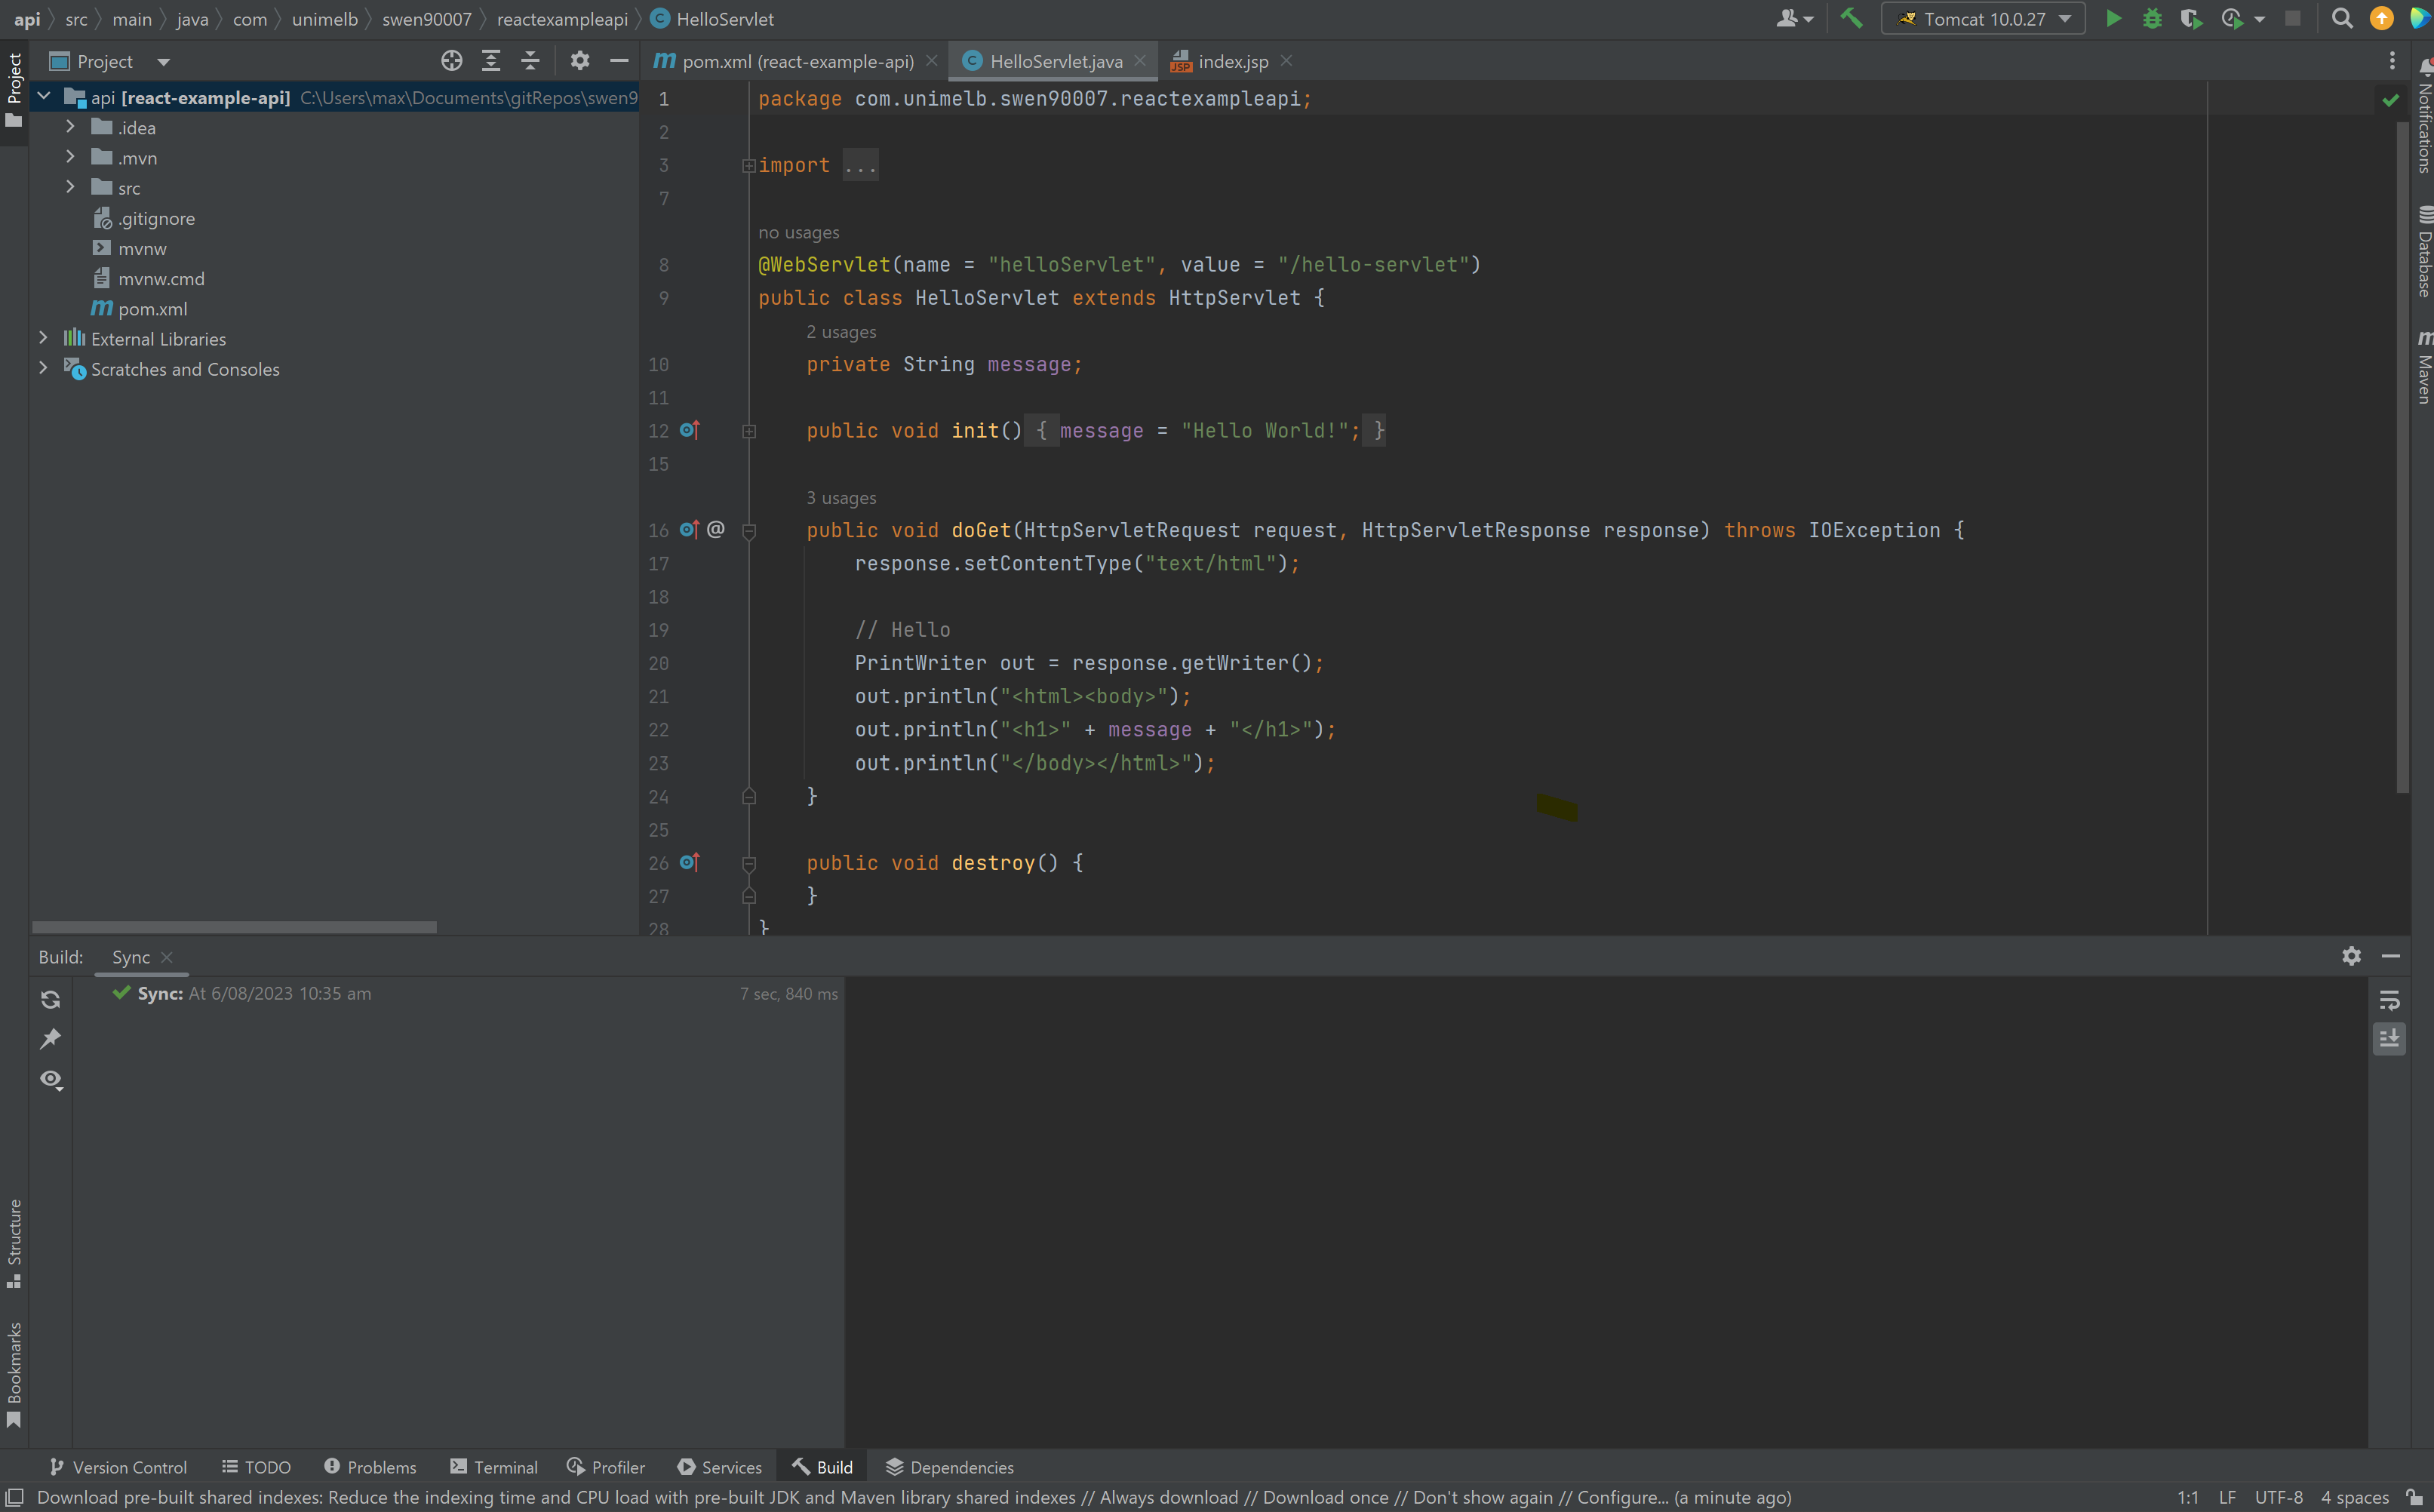 api src main java com unimelb swen90007 reactexampleapi HelloServlet
Tomcat 10.0.27
Project
pom.xml (react-example-api)
HelloServlet.java
index.jsp
Project
api [react-example-api] C:\Users\max\Documents\gitRepos\swen9
.idea
.mvn
src
.gitignore
mvnw
mvnw.cmd
pom.xml
External Libraries
Scratches and Consoles
1 package com.unimelb.swen90007.reactexampleapi;
2
3 import ...
7
no usages
8 @WebServlet(name = "helloServlet", value = "/hello-servlet")
9 public class HelloServlet extends HttpServlet {
2 usages
10 private String message;
11
12 public void init() { message = "Hello World!"; }
15
3 usages
16 @ public void doGet(HttpServletRequest request, HttpServletResponse response) throws IOException {
17 response.setContentType("text/html");
18
19 // Hello
20 PrintWriter out = response.getWriter();
21 out.println("<html><body>");
22 out.println("<h1>" + message + "</h1>");
23 out.println("</body></html>");
24 }
25
26 public void destroy() {
27 }
28 }
Notifications
Database
Maven
Build: Sync
Sync: At 6/08/2023 10:35 am 7 sec, 840 ms
Structure
Bookmarks
Version Control TODO Problems Terminal Profiler Services Build Dependencies
Download pre-built shared indexes: Reduce the indexing time and CPU load with pre-built JDK and Maven library shared indexes // Always download // Download once // Don't show again // Configure... (a minute ago) 1:1 LF UTF-8 4 spaces